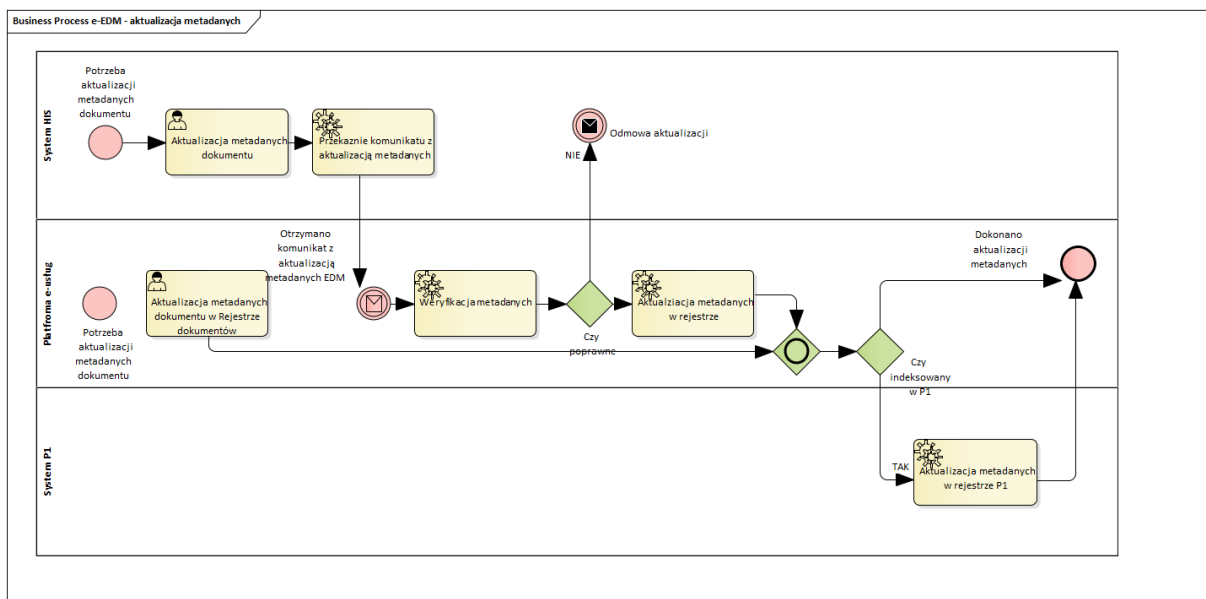 Business Process e-EDM - aktualizacja metadanych
System HIS
Potrzeba
aktualizacji
metadanych
dokumentu
Aktualizacja metadanych
dokumentu
Przekaznie komunikatu z
aktualizacją metadanych
Odmowa aktualizacji
NIE
Platfroma e-usług
Potrzeba
aktualizacji
metadanych
dokumentu
Aktualizacja metadanych
dokumentu w Rejestrze
dokumentów
Otrzymano
komunikat z
aktualizacją
metadanych EDM
Weryfikacja metadanych
Czy
poprawne
Aktualziacja metadanych
w rejestrze
Czy
indeksowany
w P1
Dokonano
aktualizacji
metadanych
System P1
TAK
Aktualizacja metadanych
w rejestrze P1